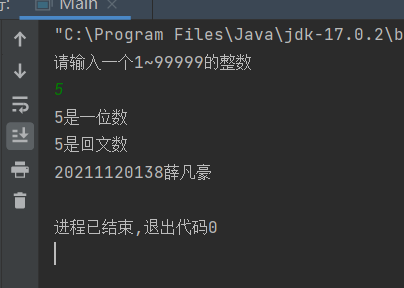 Main
"C:\Program Files\Java\jdk-17.0.2\b
请输入一个1~99999的整数
5
5是一位数
5是回文数
20211120138薛凡豪
进程已结束,退出代码0